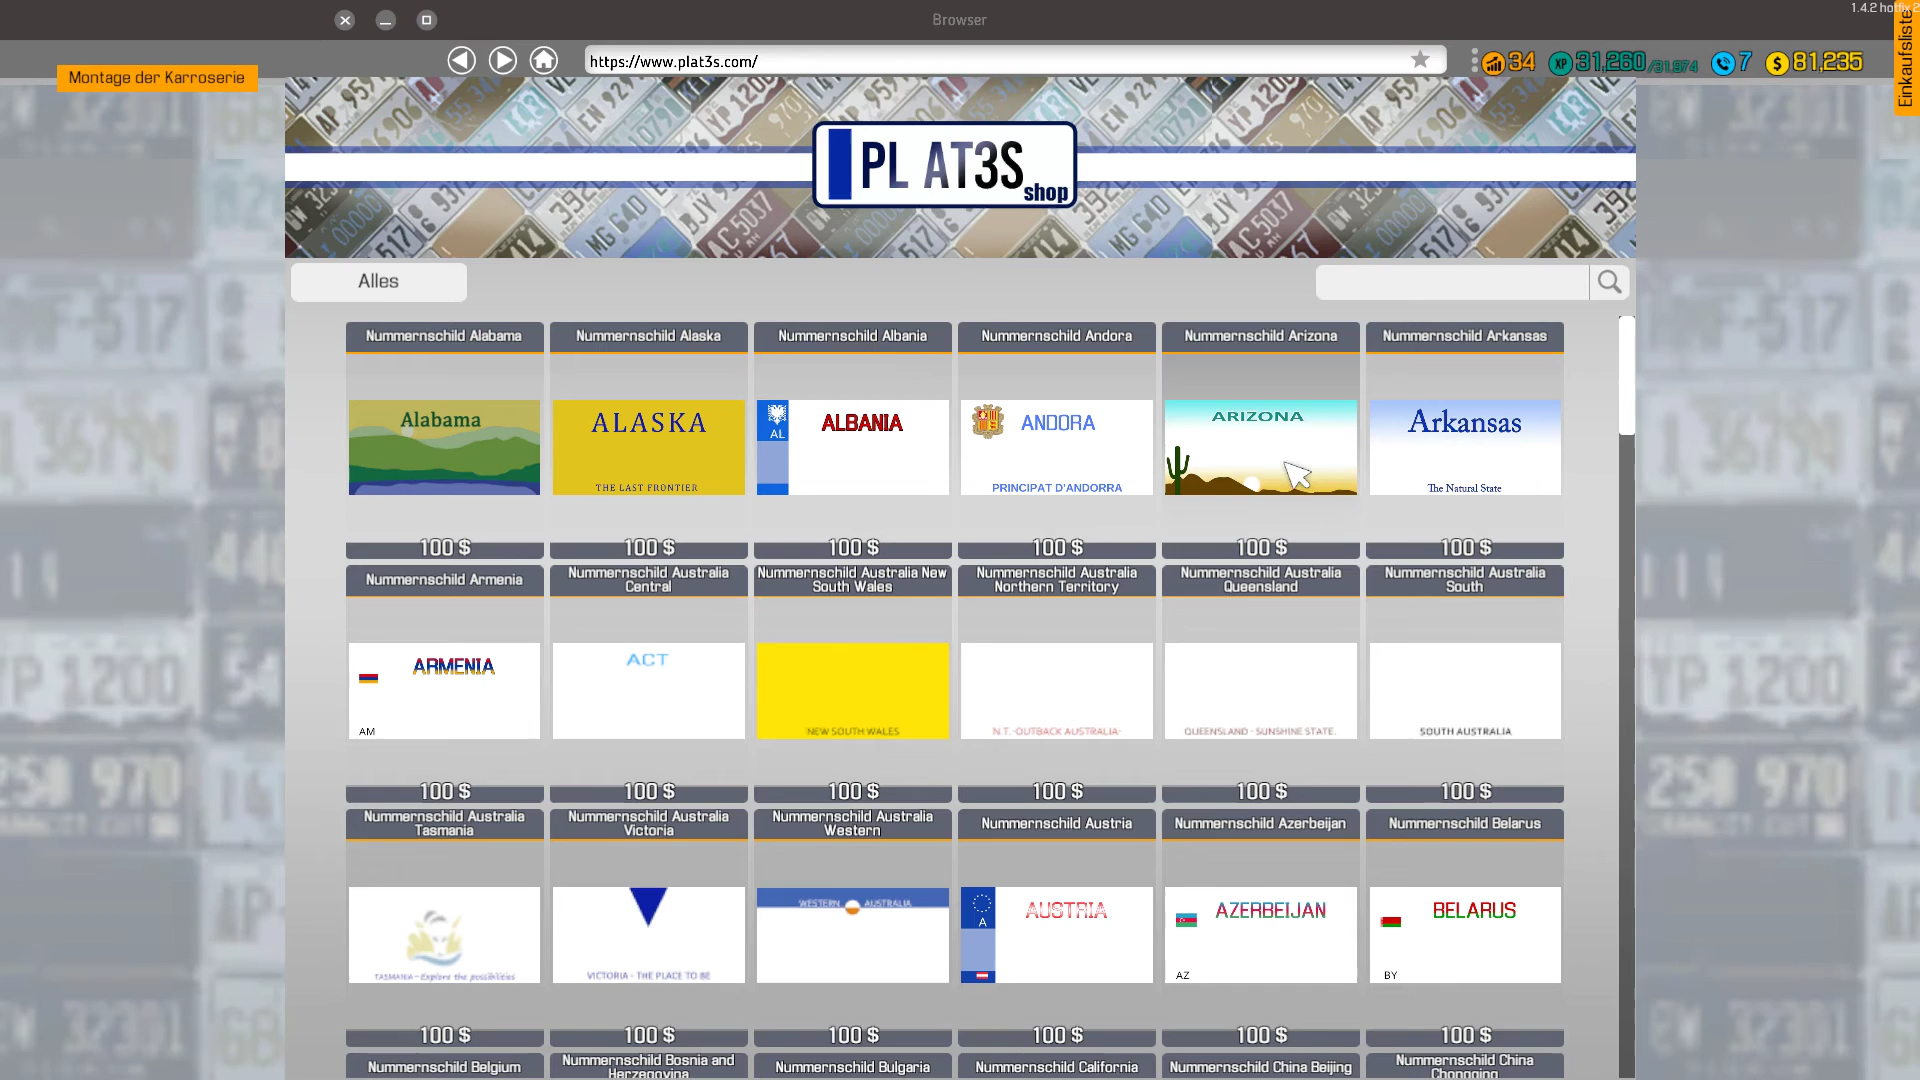 Browser
1.4.2 hotfix 2
Einkaufsliste
Montage der Karroserie
https://www.plat3s.com/
34
XP 31,260/31,974
7
$ 81,235
PL AT3S
shop
Alles
Nummernschild Alabama
Nummernschild Alaska
Nummernschild Albania
Nummernschild Andora
Nummernschild Arizona
Nummernschild Arkansas
Alabama
ALASKA
THE LAST FRONTIER
AL
ALBANIA
ANDORA
PRINCIPAT D'ANDORRA
ARIZONA
Arkansas
The Natural State
100 $
100 $
100 $
100 $
100 $
100 $
Nummernschild Armenia
Nummernschild Australia
Central
Nummernschild Australia New
South Wales
Nummernschild Australia
Northern Territory
Nummernschild Australia
Queensland
Nummernschild Australia
South
ARMENIA
AM
ACT
NEW SOUTH WALES
N.T. -OUTBACK AUSTRALIA-
QUEENSLAND - SUNSHINE STATE.
SOUTH AUSTRALIA
100 $
100 $
100 $
100 $
100 $
100 $
Nummernschild Australia
Tasmania
Nummernschild Australia
Victoria
Nummernschild Australia
Western
Nummernschild Austria
Nummernschild Azerbeijan
Nummernschild Belarus
TASMANIA - Explore the possibilities
VICTORIA - THE PLACE TO BE
WESTERN AUSTRALIA
A
AUSTRIA
AZERBEIJAN
AZ
BELARUS
BY
100 $
100 $
100 $
100 $
100 $
100 $
Nummernschild Belgium
Nummernschild Bosnia and
Herzegovina
Nummernschild Bulgaria
Nummernschild California
Nummernschild China Beijing
Nummernschild China
Chongqing